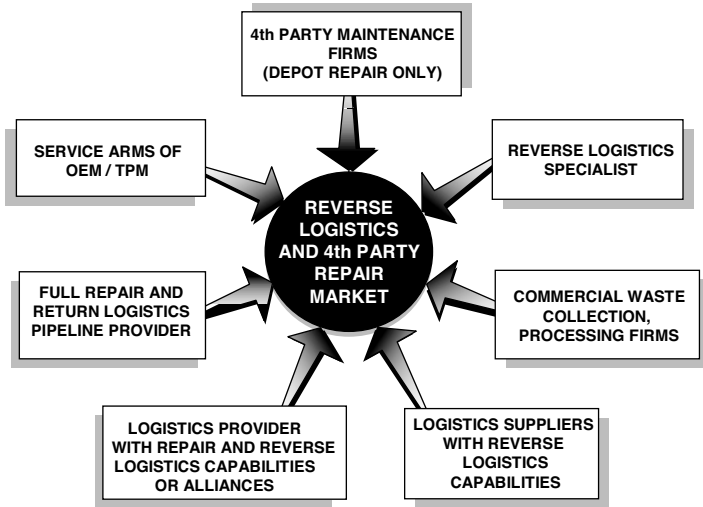 4th PARTY MAINTENANCE
FIRMS
(DEPOT REPAIR ONLY)
SERVICE ARMS OF
OEM / TPM
REVERSE LOGISTICS
SPECIALIST
REVERSE
LOGISTICS
AND 4th PARTY
REPAIR
MARKET
FULL REPAIR AND
RETURN LOGISTICS
PIPELINE PROVIDER
COMMERCIAL WASTE
COLLECTION,
PROCESSING FIRMS
LOGISTICS PROVIDER
WITH REPAIR AND REVERSE
LOGISTICS CAPABILITIES
OR ALLIANCES
LOGISTICS SUPPLIERS
WITH REVERSE
LOGISTICS
CAPABILITIES